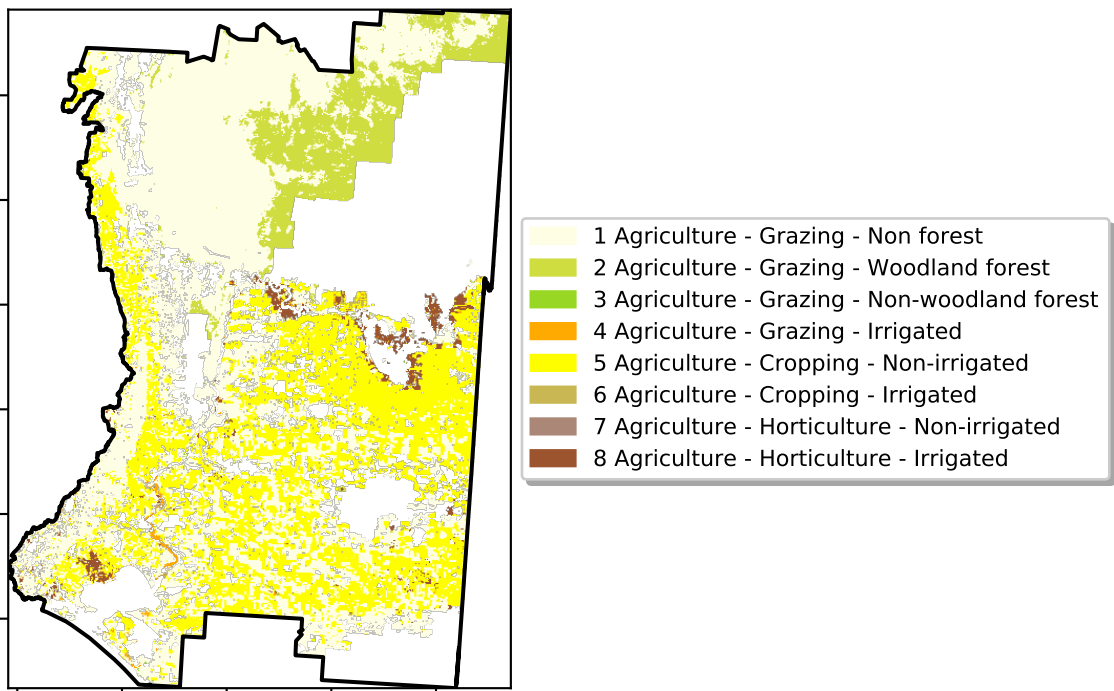 1 Agriculture - Grazing - Non forest
2 Agriculture - Grazing - Woodland forest
3 Agriculture - Grazing - Non-woodland forest
4 Agriculture - Grazing - Irrigated
5 Agriculture - Cropping - Non-irrigated
6 Agriculture - Cropping - Irrigated
7 Agriculture - Horticulture - Non-irrigated
8 Agriculture - Horticulture - Irrigated